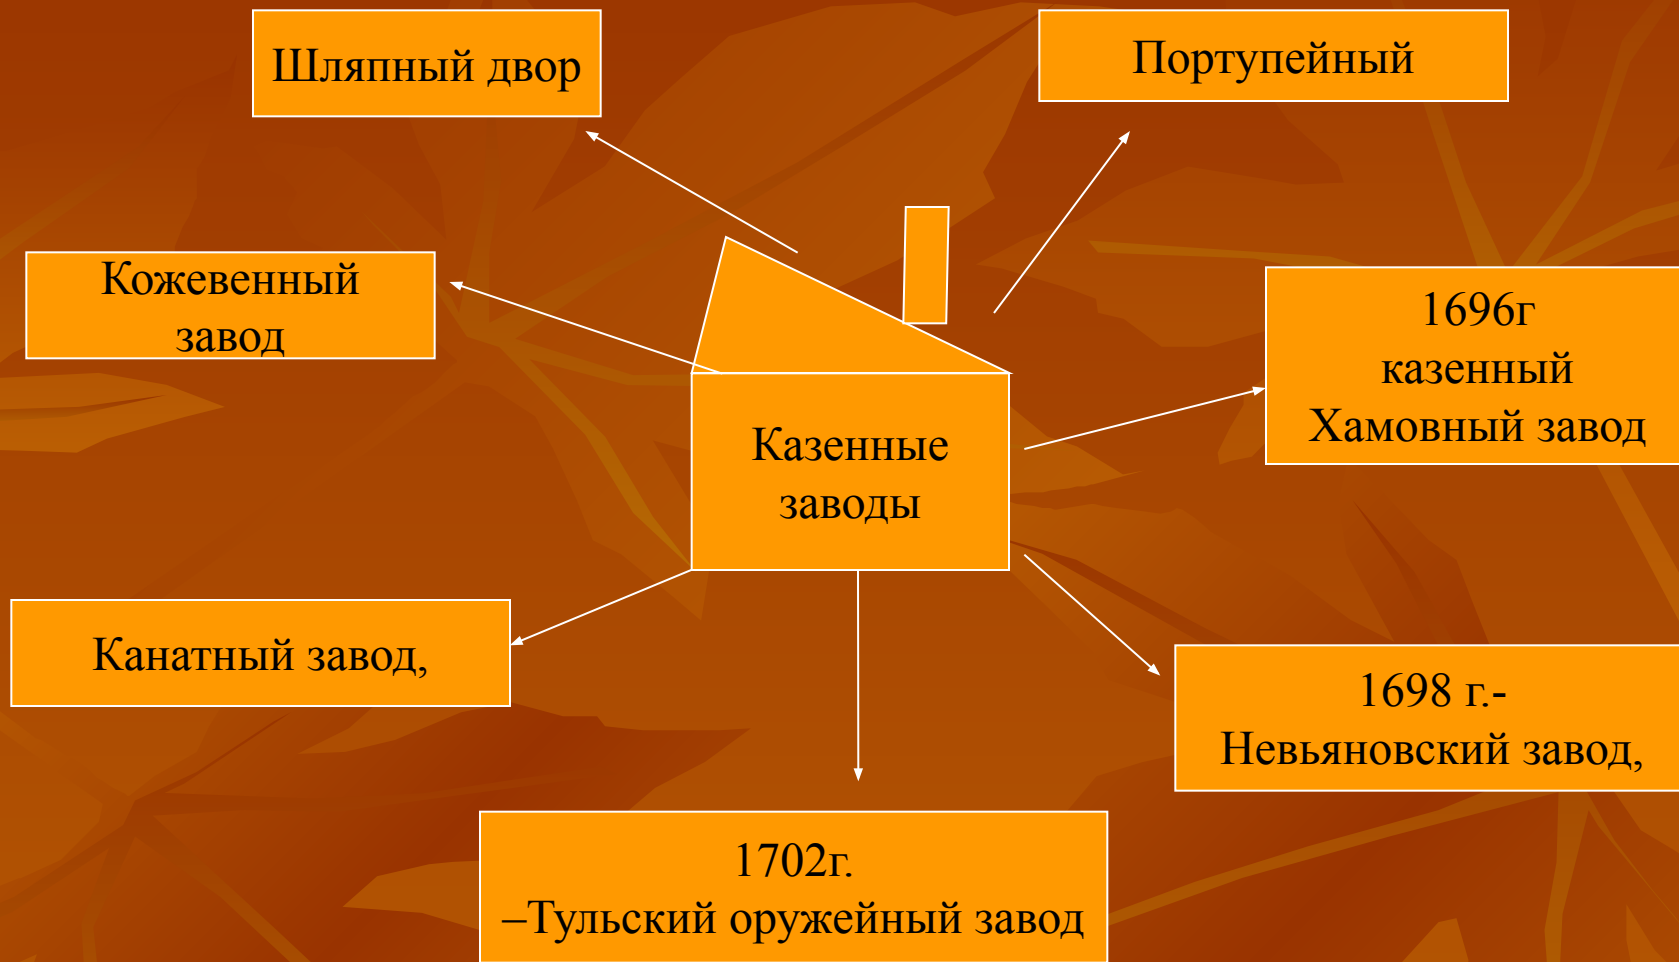 Шляпный двор
Портупейный
Кожевенный
завод
1696г
казенный
Хамовный завод
Казенные
заводы
Канатный завод,
1698 г.-
Невьяновский завод,
1702г.
–Тульский оружейный завод